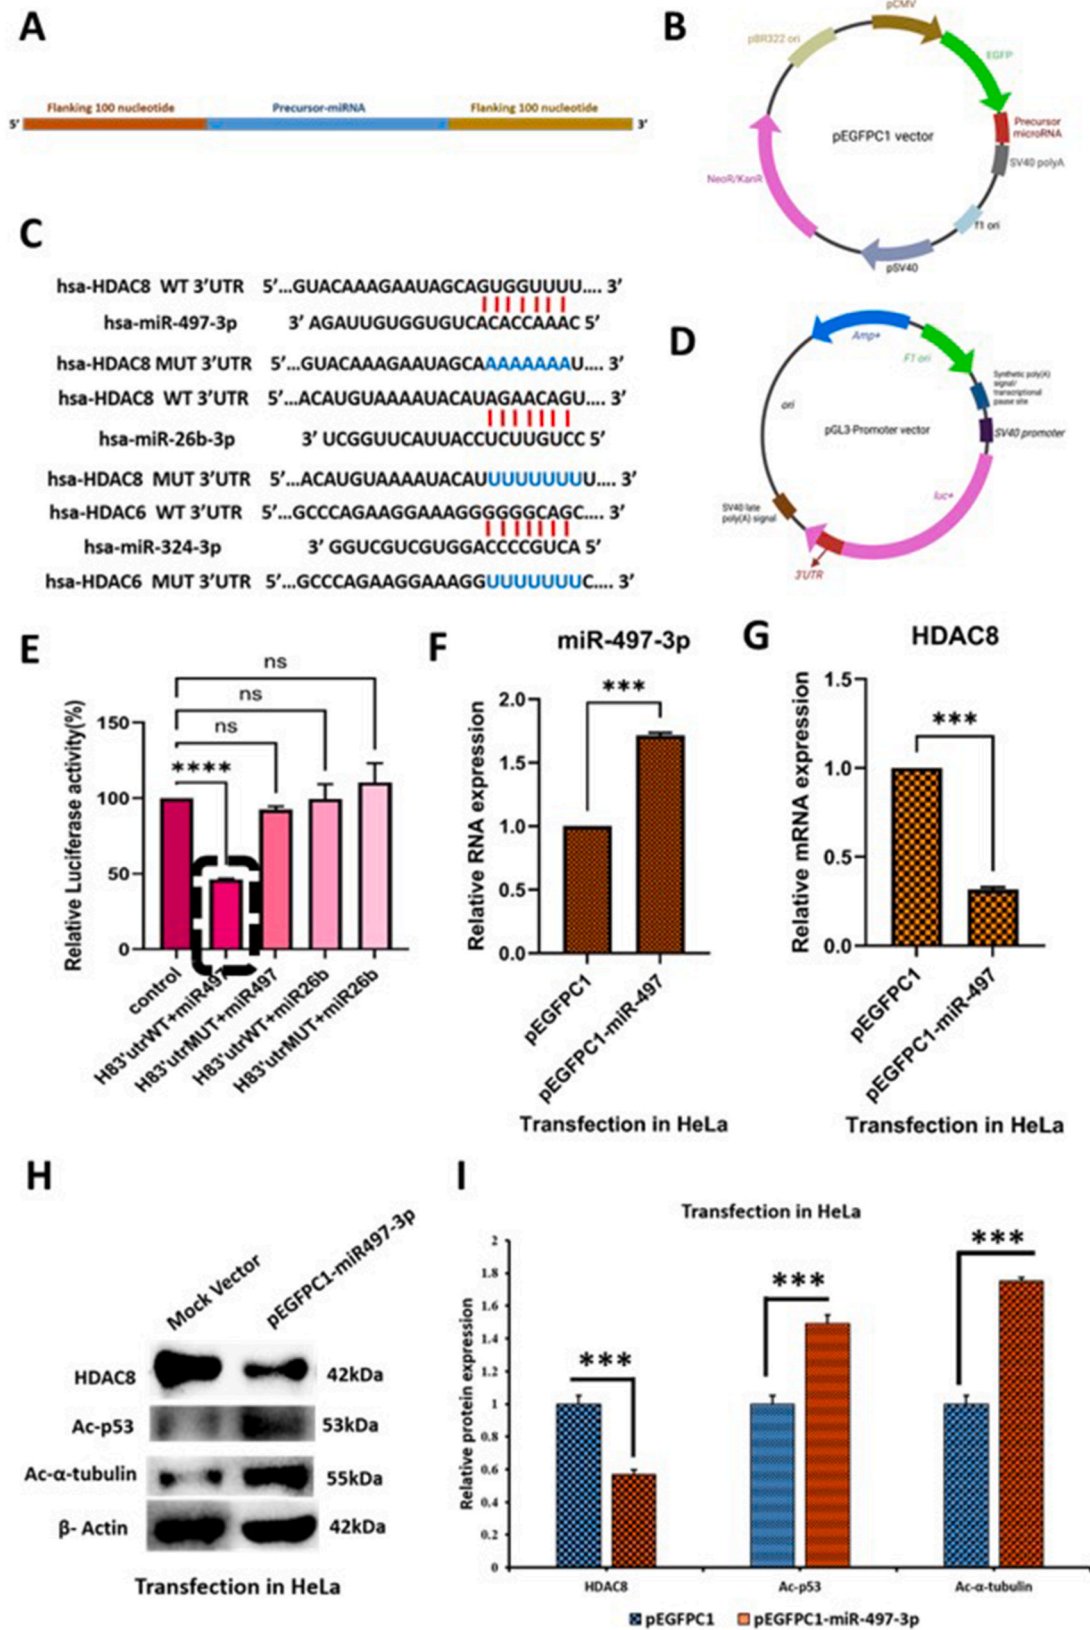 A
Flanking 100 nucleotide
Precursor-miRNA
Flanking 100 nucleotide
5’
3’
B
pCMV
pBR322 ori
EGFP
pEGFPC1 vector
Precursor
microRNA
SV40 polyA
NeoR/KanR
f1 ori
pSV40
C
hsa-HDAC8 WT 3’UTR 5’...GUACAAAGAAUAGCAGUGGUUUU.... 3’
hsa-miR-497-3p 3’ AGAUUGUGGUGUCACACCAAAC 5’
hsa-HDAC8 MUT 3’UTR 5’...GUACAAAGAAUAGCAAAAAAAAU.... 3’
hsa-HDAC8 WT 3’UTR 5’...ACAUGUAAAAUACAUAGAACAGU.... 3’
hsa-miR-26b-3p 3’ UCGGUUCAUUACCUCUUGUCC 5’
hsa-HDAC8 MUT 3’UTR 5’...ACAUGUAAAAUACAUUUUUUUUU.... 3’
hsa-HDAC6 WT 3’UTR 5’...GCCCAGAAGGAAAGGGGGGCAGC.... 3’
hsa-miR-324-3p 3’ GGUCGUCGUGGACCCCGUCA 5’
hsa-HDAC6 MUT 3’UTR 5’...GCCCAGAAGGAAAGGUUUUUUUC.... 3’
D
Amp+
F1 ori
Synthetic poly(A)
signal/
transcriptional
pause site
ori
pGL3-Promoter vector
SV40 promoter
luc+
SV40 late
poly(A) signal
3'UTR
E
ns
ns
ns
****
Relative Luciferase activity(%)
150
100
50
0
control
H83'utrWT+miR497
H83'utrMUT+miR497
H83'utrWT+miR26b
H83'utrMUT+miR26b
F
miR-497-3p
***
Relative RNA expression
2.0
1.5
1.0
0.5
0.0
pEGFPC1
pEGFPC1-miR-497
Transfection in HeLa
G
HDAC8
***
Relative mRNA expression
1.5
1.0
0.5
0.0
pEGFPC1
pEGFPC1-miR-497
Transfection in HeLa
H
Mock Vector
pEGFPC1-miR497-3p
HDAC8 42kDa
Ac-p53 53kDa
Ac-α-tubulin 55kDa
β- Actin 42kDa
Transfection in HeLa
I
Transfection in HeLa
***
***
***
Relative protein expression
2
1.8
1.6
1.4
1.2
1
0.8
0.6
0.4
0.2
0
HDAC8
Ac-p53
Ac-α-tubulin
pEGFPC1
pEGFPC1-miR-497-3p